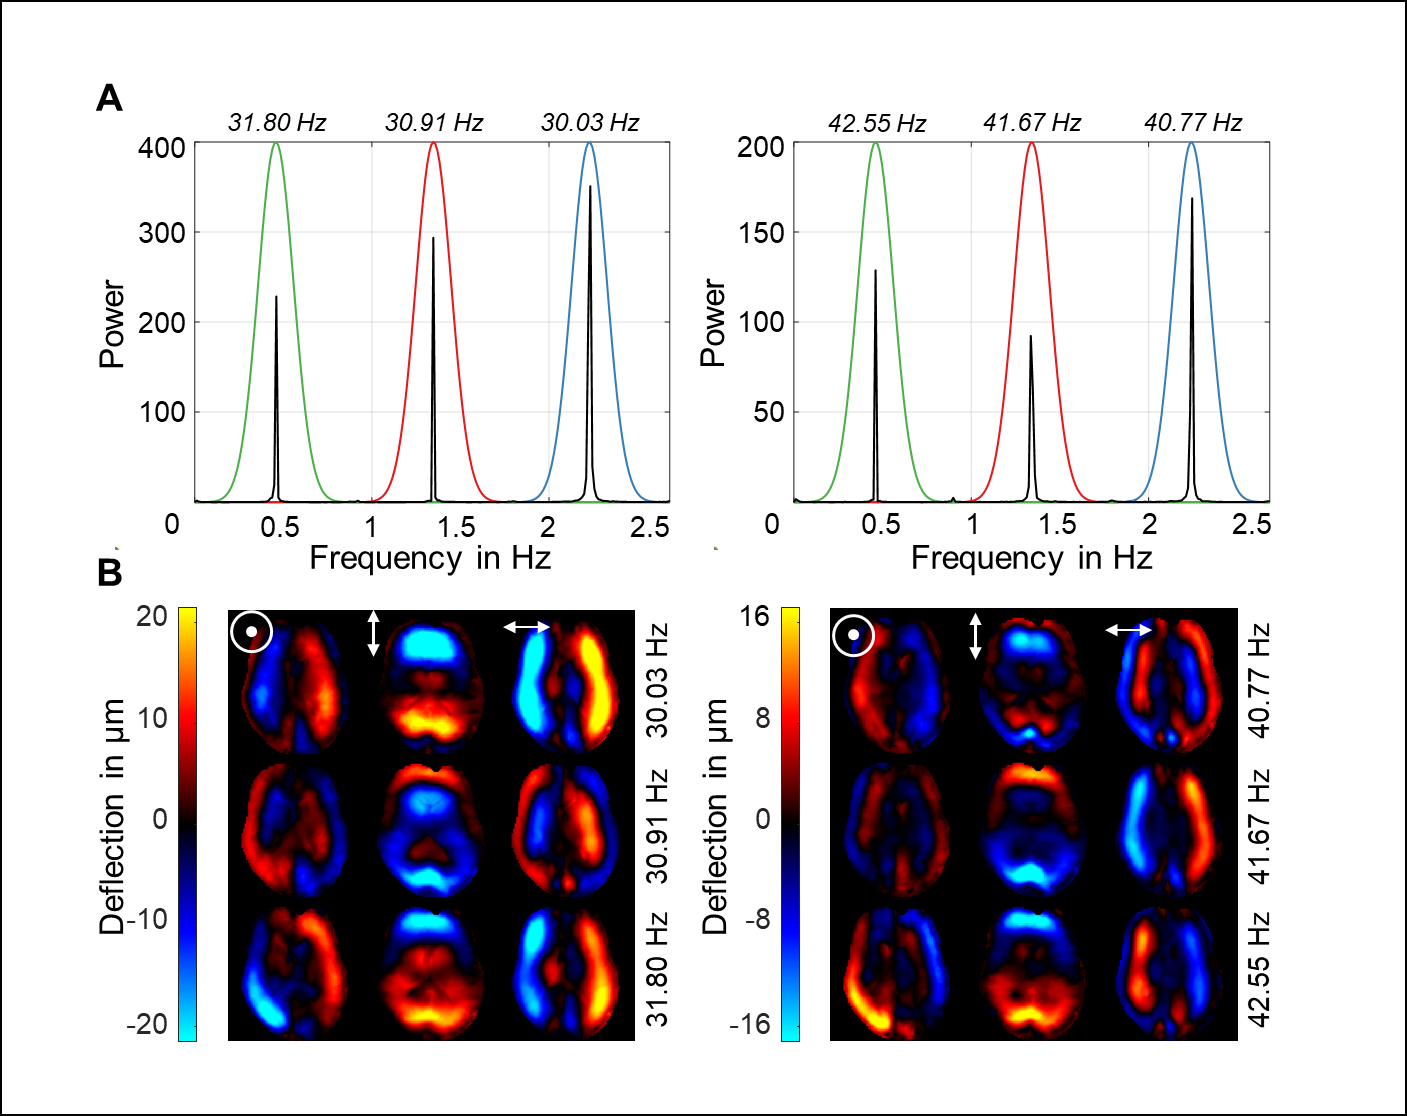 A
31.80 Hz 30.91 Hz 30.03 Hz
400
300
200
100
0 0.5 1 1.5 2 2.5
Power
Frequency in Hz
42.55 Hz 41.67 Hz 40.77 Hz
200
150
100
50
0 0.5 1 1.5 2 2.5
Power
Frequency in Hz
B
20
10
0
-10
-20
Deflection in µm
30.03 Hz
30.91 Hz
31.80 Hz
16
8
0
-8
-16
Deflection in µm
40.77 Hz
41.67 Hz
42.55 Hz